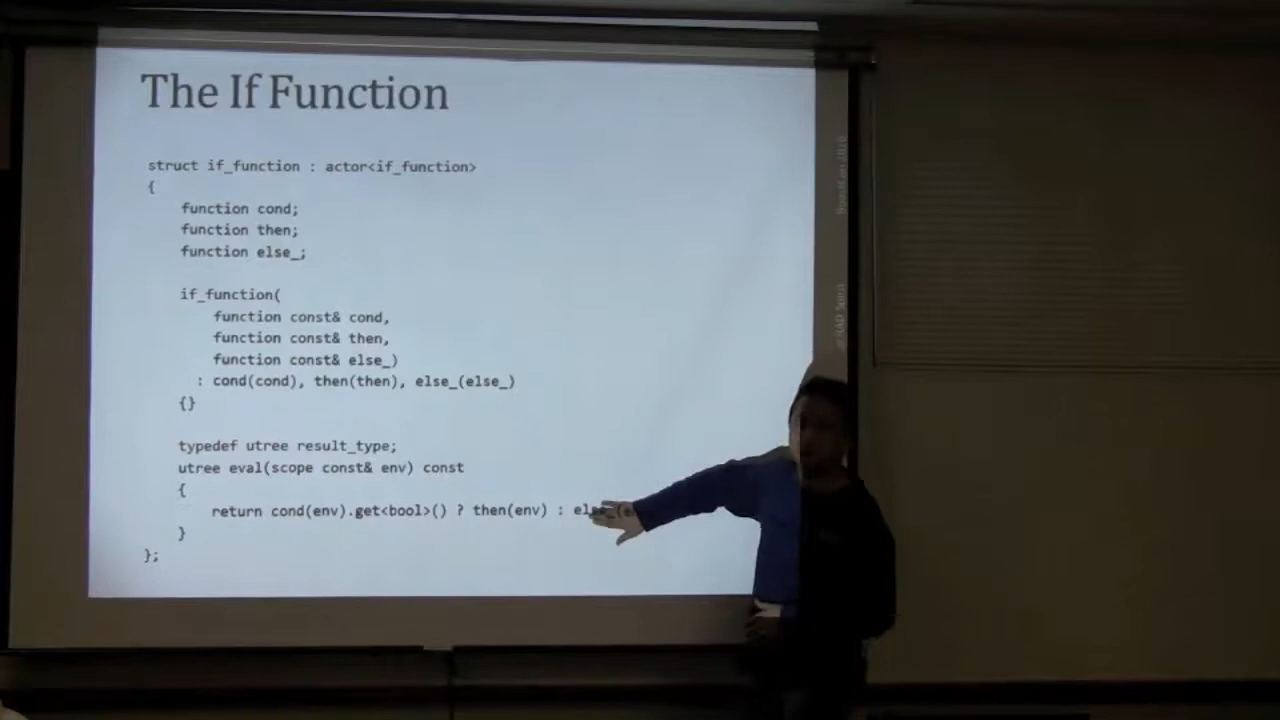 The If Function
struct if_function : actor<if_function>
{
function cond;
function then;
function else_;
if_function(
function const& cond,
function const& then,
function const& else_)
: cond(cond), then(then), else_(else_)
{}
typedef utree result_type;
utree eval(scope const& env) const
{
return cond(env).get<bool>() ? then(env) :
}
};